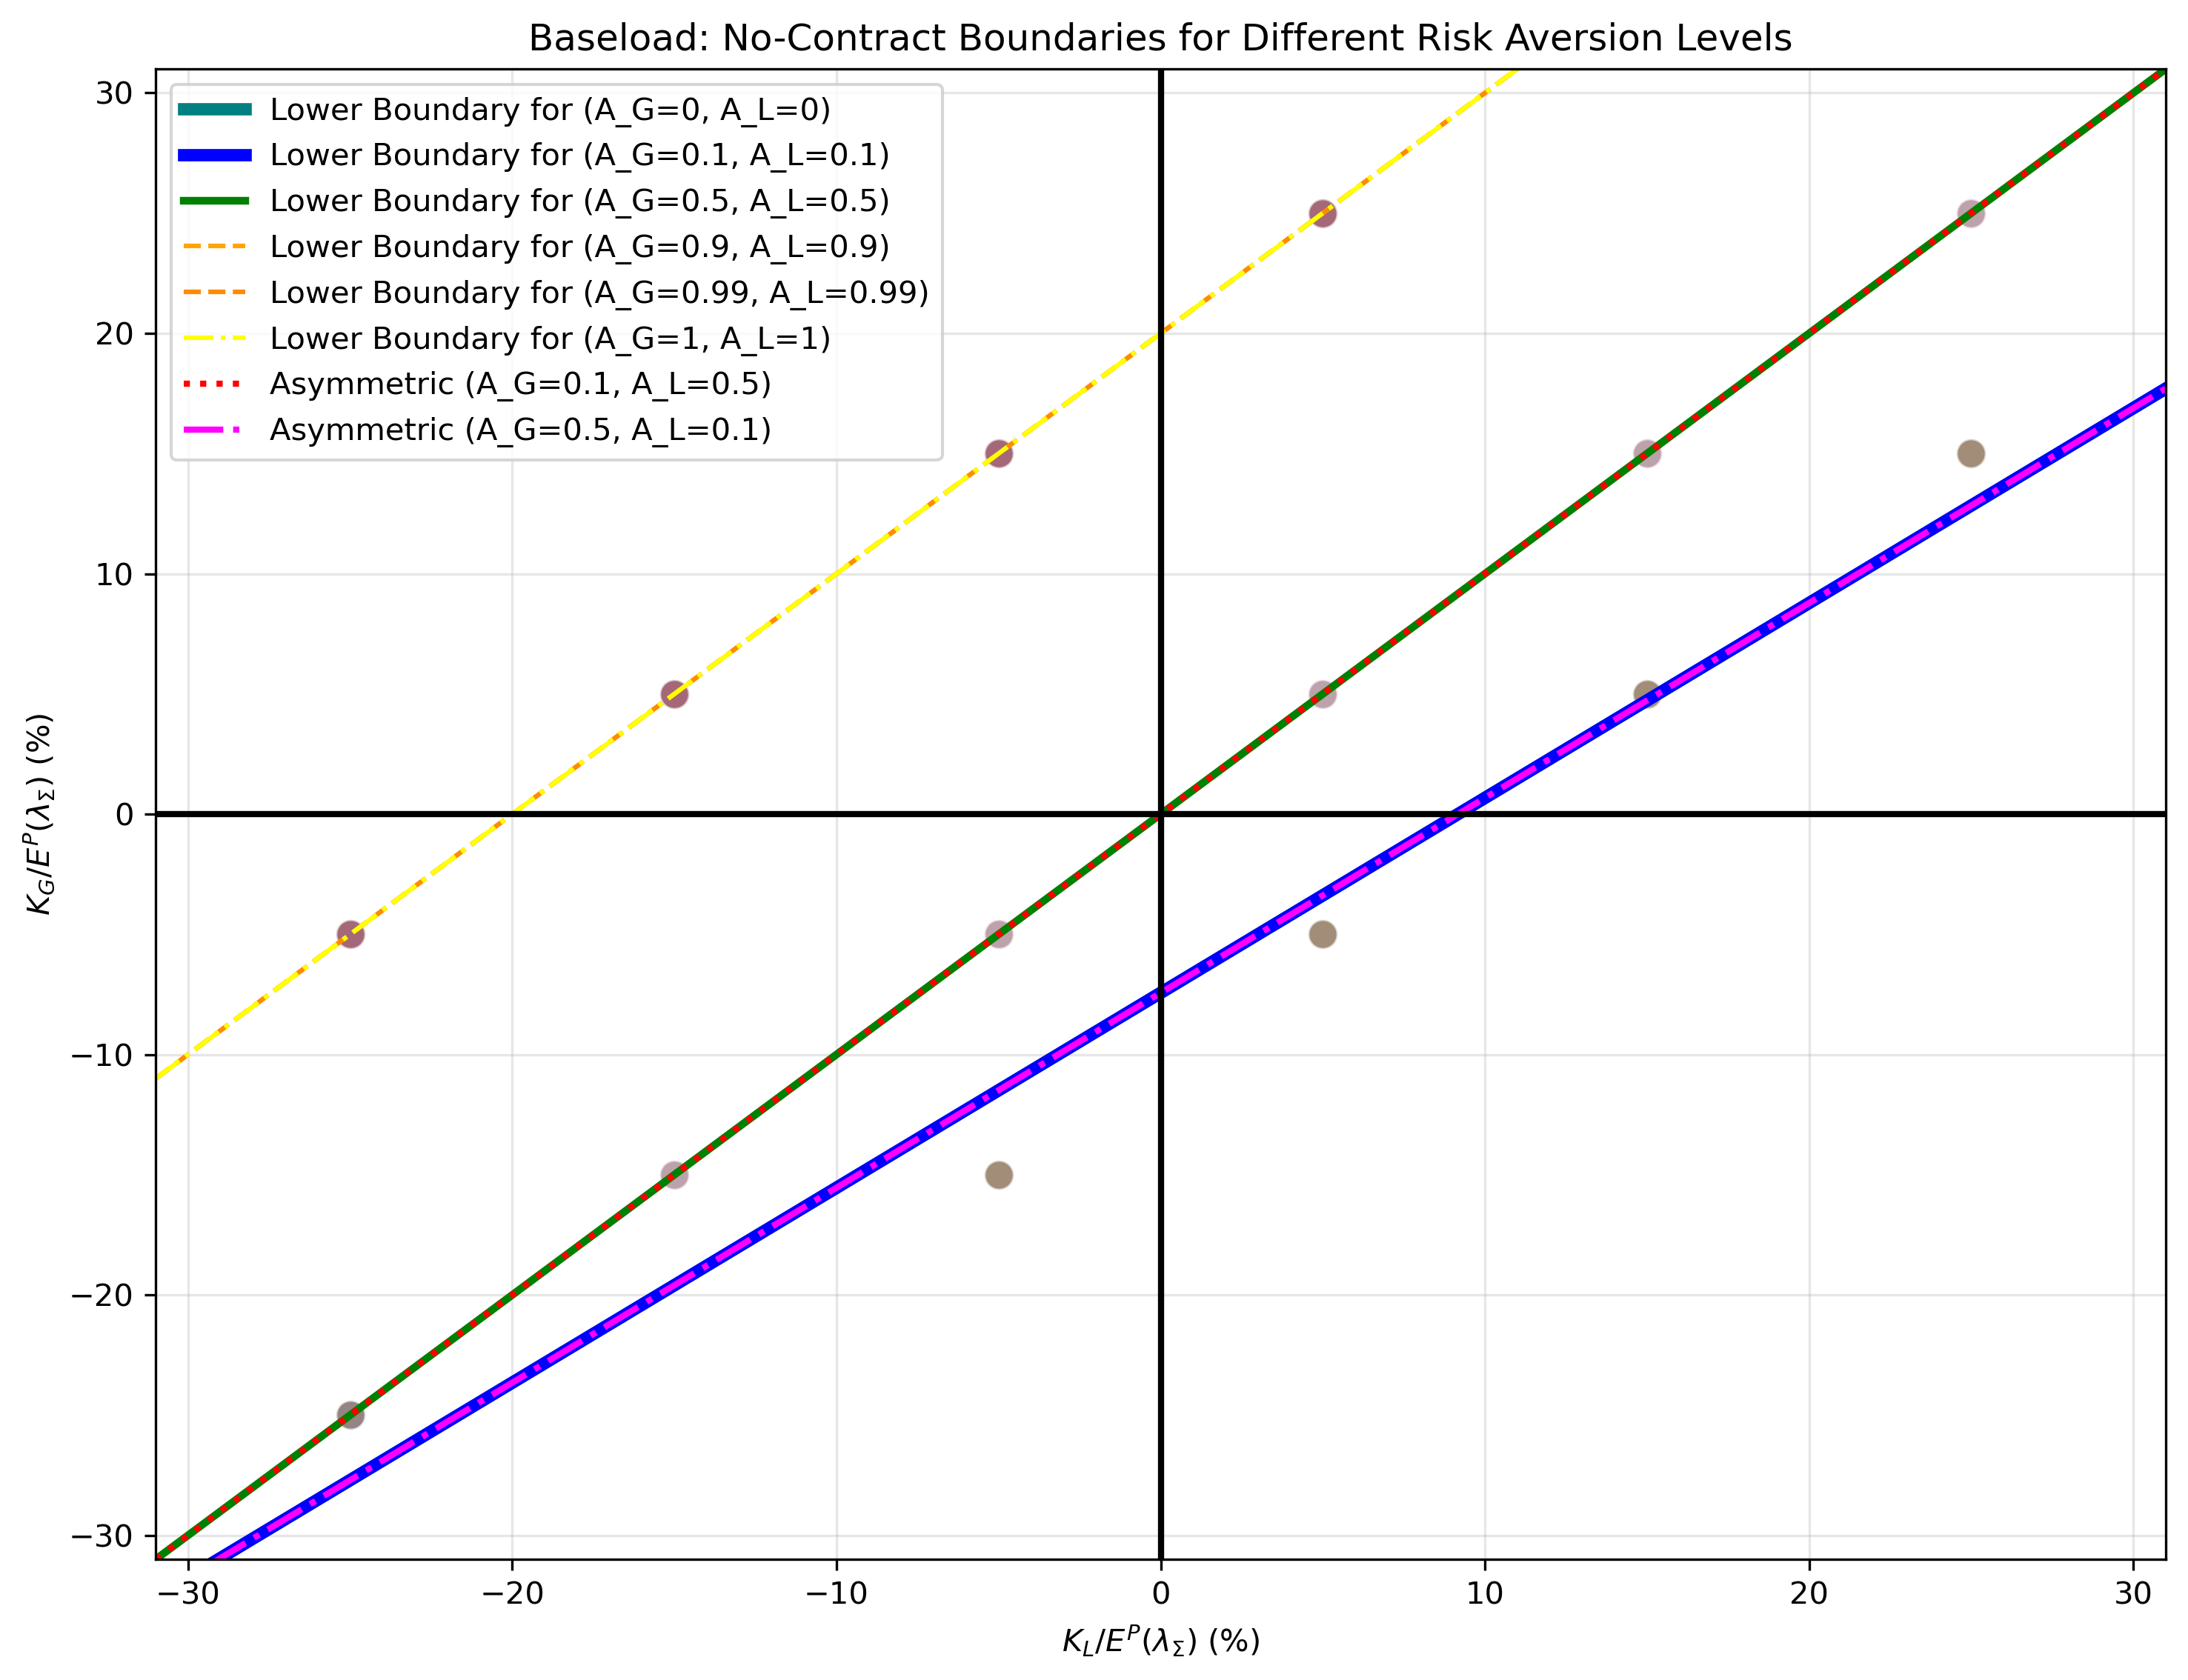 Baseload: No-Contract Boundaries for Different Risk Aversion Levels
Lower Boundary for (A_G=0, A_L=0)
Lower Boundary for (A_G=0.1, A_L=0.1)
Lower Boundary for (A_G=0.5, A_L=0.5)
Lower Boundary for (A_G=0.9, A_L=0.9)
Lower Boundary for (A_G=0.99, A_L=0.99)
Lower Boundary for (A_G=1, A_L=1)
Asymmetric (A_G=0.1, A_L=0.5)
Asymmetric (A_G=0.5, A_L=0.1)
30
20
10
0
−10
−20
−30
K_G/E^P(λ_Σ) (%)
−30 −20 −10 0 10 20 30
K_L/E^P(λ_Σ) (%)